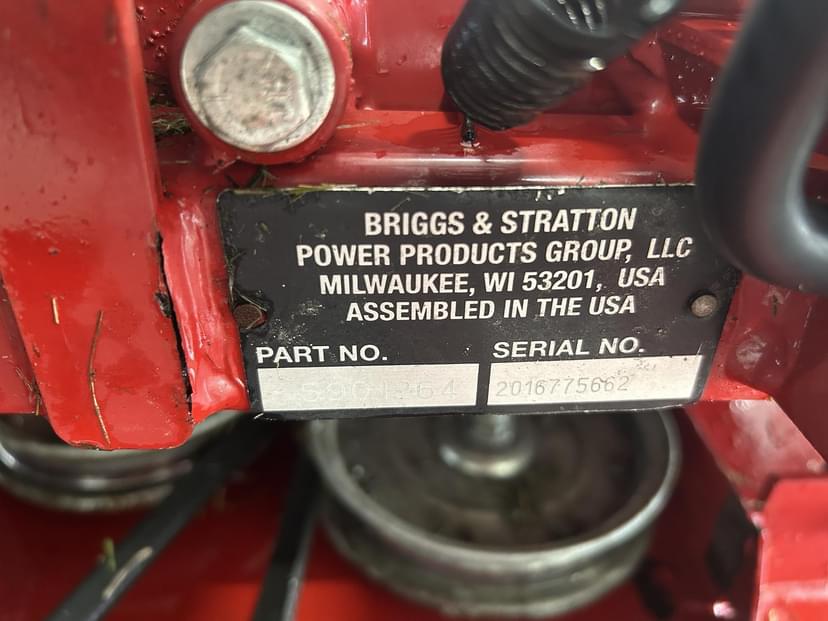 BRIGGS & STRATTON
POWER PRODUCTS GROUP, LLC
MILWAUKEE, WI 53201, USA
ASSEMBLED IN THE USA
PART NO. SERIAL NO.
2016775662